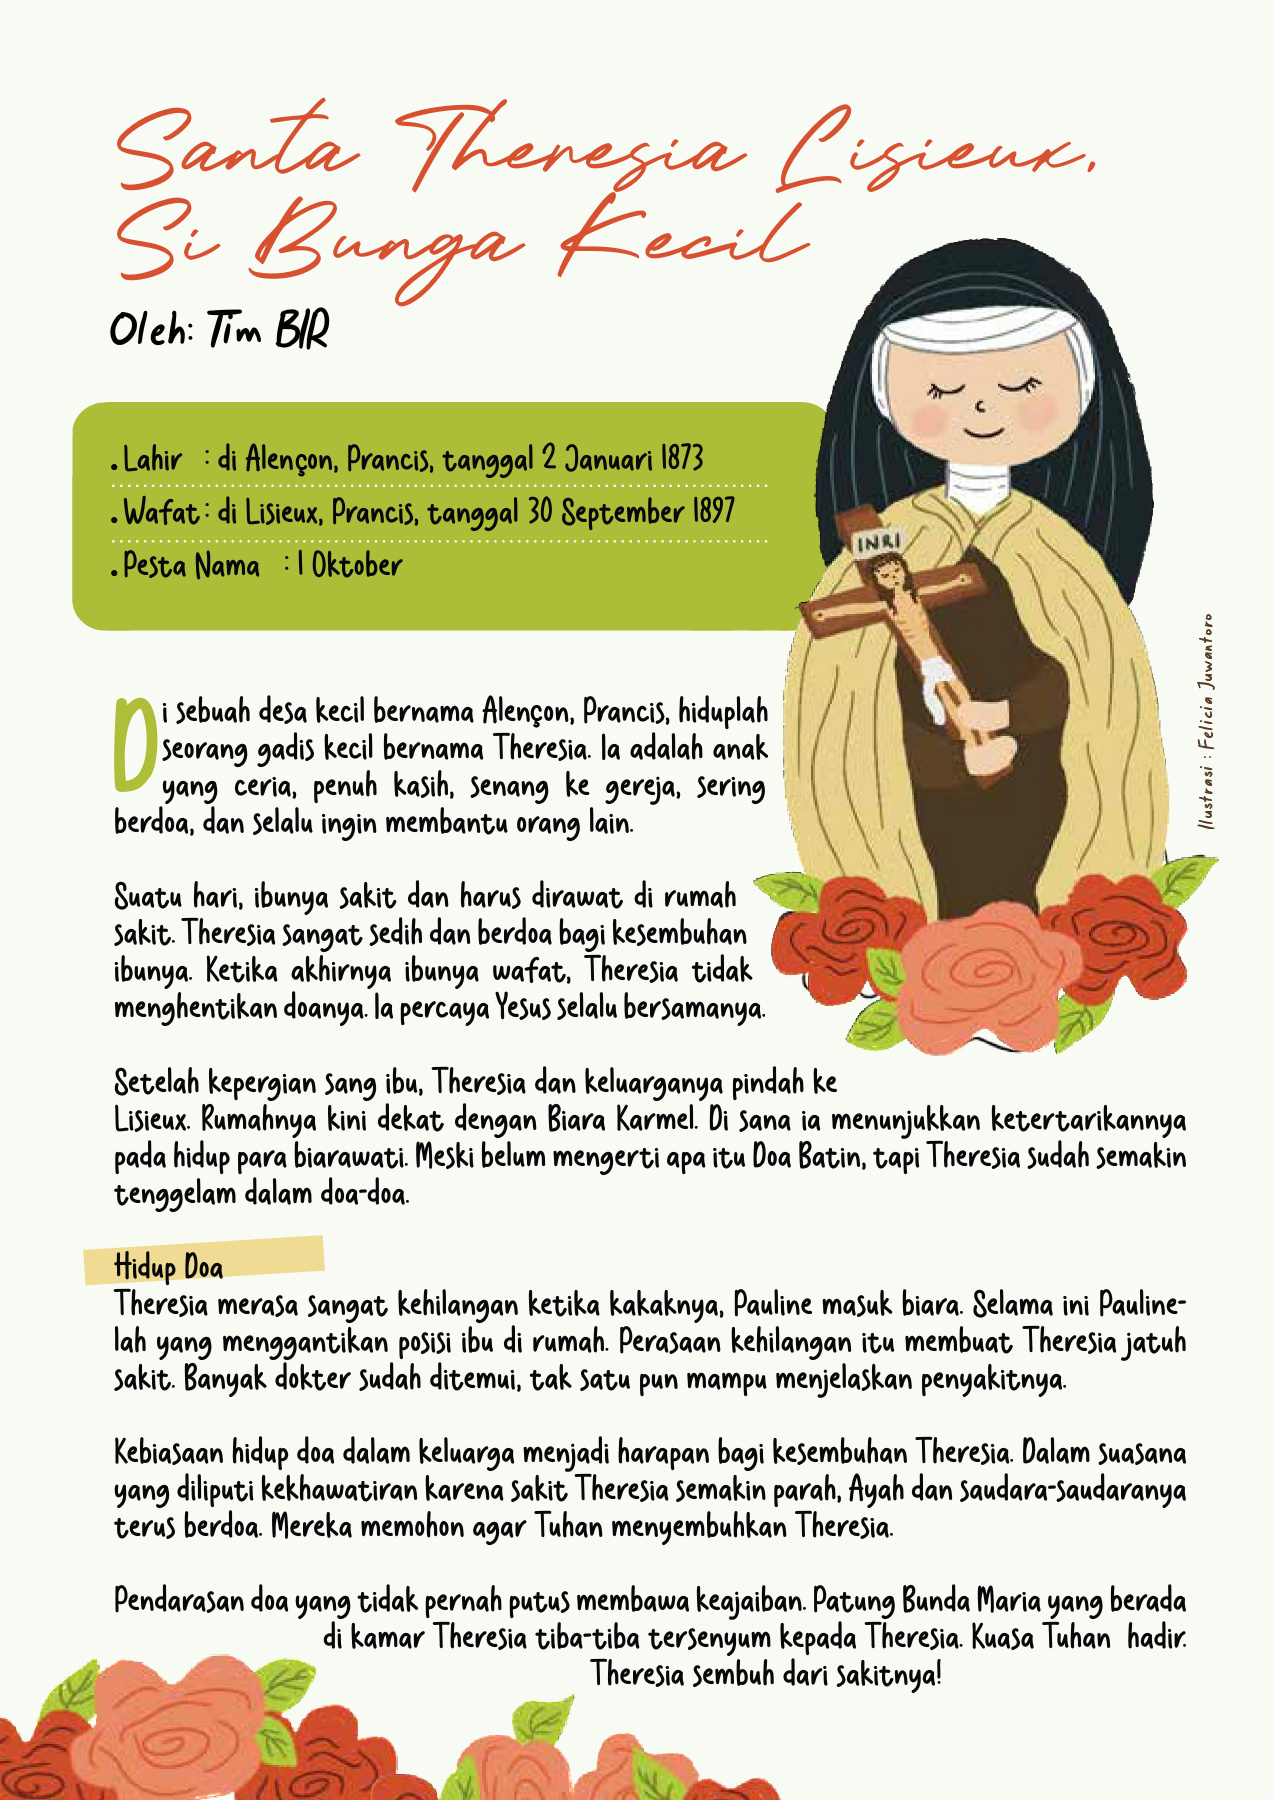 Santa Theresia Lisieux,
Si Bunga Kecil
Oleh: Tim BIR
. Lahir : di Alençon, Prancis, tanggal 2 Januari 1873
. Wafat : di Lisieux, Prancis, tanggal 30 September 1897
. Pesta Nama : 1 Oktober
INRI
Ilustrasi : Felicia Juwantoro
Di sebuah desa kecil bernama Alençon, Prancis, hiduplah
seorang gadis kecil bernama Theresia. Ia adalah anak
yang ceria, penuh kasih, senang ke gereja, sering
berdoa, dan selalu ingin membantu orang lain.
Suatu hari, ibunya sakit dan harus dirawat di rumah
sakit. Theresia sangat sedih dan berdoa bagi kesembuhan
ibunya. Ketika akhirnya ibunya wafat, Theresia tidak
menghentikan doanya. Ia percaya Yesus selalu bersamanya.
Setelah kepergian sang ibu, Theresia dan keluarganya pindah ke
Lisieux. Rumahnya kini dekat dengan Biara Karmel. Di sana ia menunjukkan ketertarikannya
pada hidup para biarawati. Meski belum mengerti apa itu Doa Batin, tapi Theresia sudah semakin
tenggelam dalam doa-doa.
Hidup Doa
Theresia merasa sangat kehilangan ketika kakaknya, Pauline masuk biara. Selama ini Pauline-
lah yang menggantikan posisi ibu di rumah. Perasaan kehilangan itu membuat Theresia jatuh
sakit. Banyak dokter sudah ditemui, tak satu pun mampu menjelaskan penyakitnya.
Kebiasaan hidup doa dalam keluarga menjadi harapan bagi kesembuhan Theresia. Dalam suasana
yang diliputi kekhawatiran karena sakit Theresia semakin parah, Ayah dan saudara-saudaranya
terus berdoa. Mereka memohon agar Tuhan menyembuhkan Theresia.
Pendarasan doa yang tidak pernah putus membawa keajaiban. Patung Bunda Maria yang berada
di kamar Theresia tiba-tiba tersenyum kepada Theresia. Kuasa Tuhan hadir.
Theresia sembuh dari sakitnya!